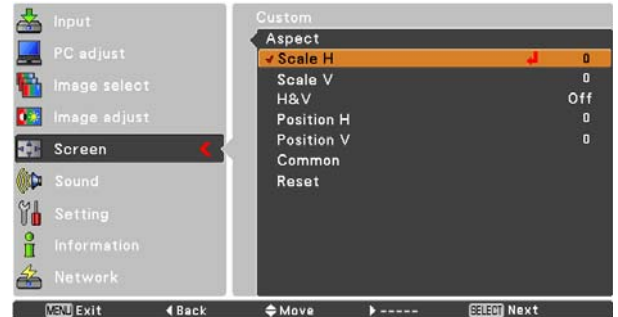 Input
PC adjust
Image select
Image adjust
Screen
Sound
Setting
Information
Network
Custom
Aspect
Scale H 0
Scale V 0
H&V Off
Position H 0
Position V 0
Common
Reset
MENU Exit Back Move ----- SELECT Next